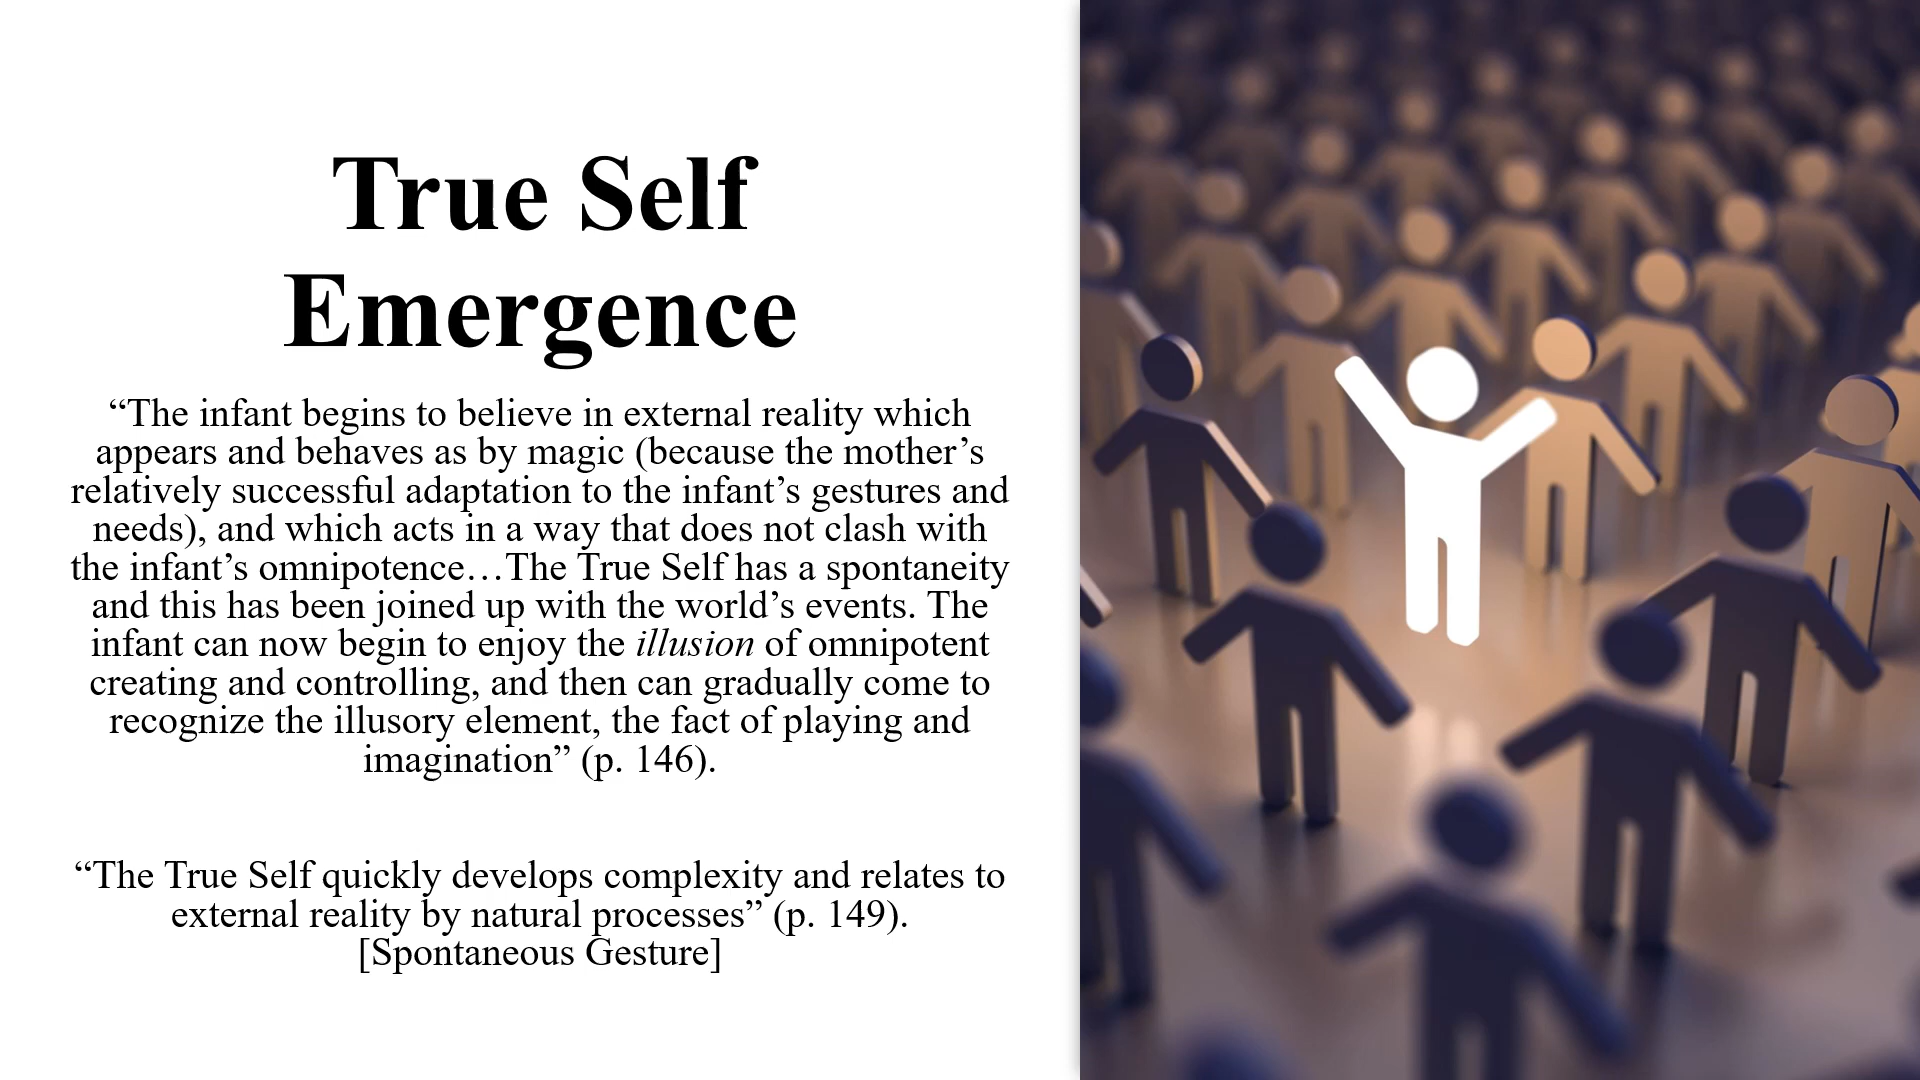 True Self
Emergence
“The infant begins to believe in external reality which
appears and behaves as by magic (because the mother’s
relatively successful adaptation to the infant’s gestures and
needs), and which acts in a way that does not clash with
the infant’s omnipotence…The True Self has a spontaneity
and this has been joined up with the world’s events. The
infant can now begin to enjoy the illusion of omnipotent
creating and controlling, and then can gradually come to
recognize the illusory element, the fact of playing and
imagination” (p. 146).
“The True Self quickly develops complexity and relates to
external reality by natural processes” (p. 149).
[Spontaneous Gesture]